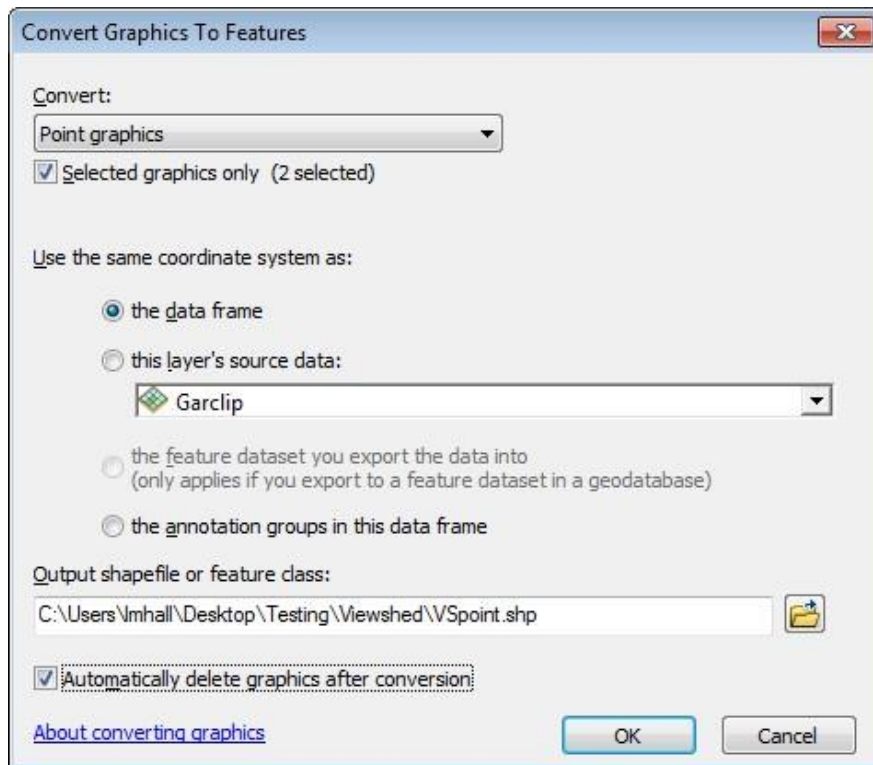 Convert Graphics To Features
Convert:
Point graphics
Selected graphics only (2 selected)
Use the same coordinate system as:
the data frame
this layer's source data:
Garclip
the feature dataset you export the data into
(only applies if you export to a feature dataset in a geodatabase)
the annotation groups in this data frame
Output shapefile or feature class:
C:\Users\lmhall\Desktop\Testing\Viewshed\VSpoint.shp
Automatically delete graphics after conversion
About converting graphics
OK
Cancel